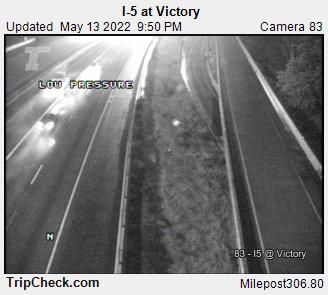 I-5 at Victory
Updated May 13 2022 9:50 PM Camera 83
LOW PRESSURE
N
83 - I5 @ Victory
TripCheck.com Milepost306.80